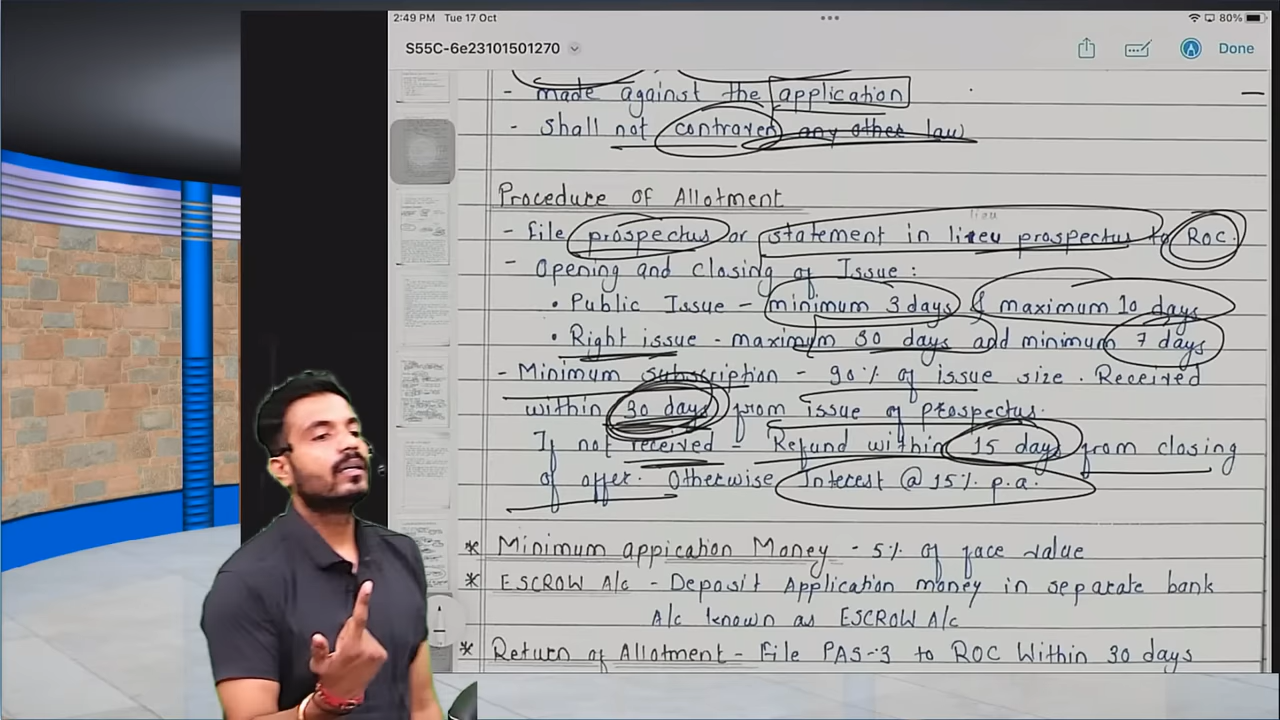 2:49 PM Tue 17 Oct
80%
S55C-6e23101501270
Done
- made against the application
- Shall not contraven any other law
Procedure of Allotment
lieu
- File prospectus or statement in lieu prospectus to ROC.
- Opening and closing of Issue :
• Public Issue - minimum 3 days & maximum 10 days
• Right issue - maximum 30 days and minimum 7 days
- Minimum subscription - 90% of issue size. Received
within 30 days from issue of prospectus.
If not received - Refund within 15 days from closing
of offer. Otherwise Interest @ 15% p.a.
* Minimum appication Money - 5% of face value
* ESCROW A/c - Deposit Application money in separate bank
A/c known as ESCROW A/c
* Return of Allotment - File PAS-3 to ROC Within 30 days